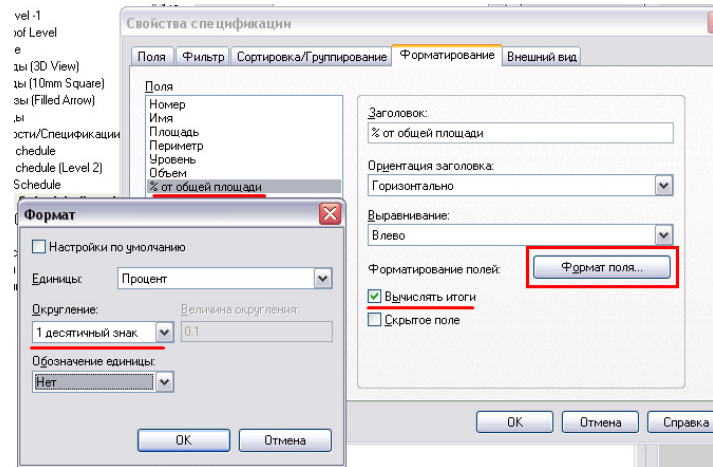 vel -1
oof Level
e
ды (3D View)
ды (10mm Square)
зы (Filled Arrow)
ды
ости/Спецификации
chedule
chedule (Level 2)
Schedule
Свойства спецификации
Поля
Фильтр
Сортировка/Группирование
Форматирование
Внешний вид
Поля
Номер
Имя
Площадь
Периметр
Уровень
Объем
% от общей площади
Заголовок:
% от общей площади
Ориентация заголовка:
Горизонтально
Выравнивание:
Влево
Форматирование полей:
Формат поля...
Вычислять итоги
Скрытое поле
OK
Отмена
Справка
Формат
Настройки по умолчанию
Единицы:
Процент
Округление:
Величина округления:
1 десятичный знак
0.1
Обозначение единицы:
Нет
OK
Отмена